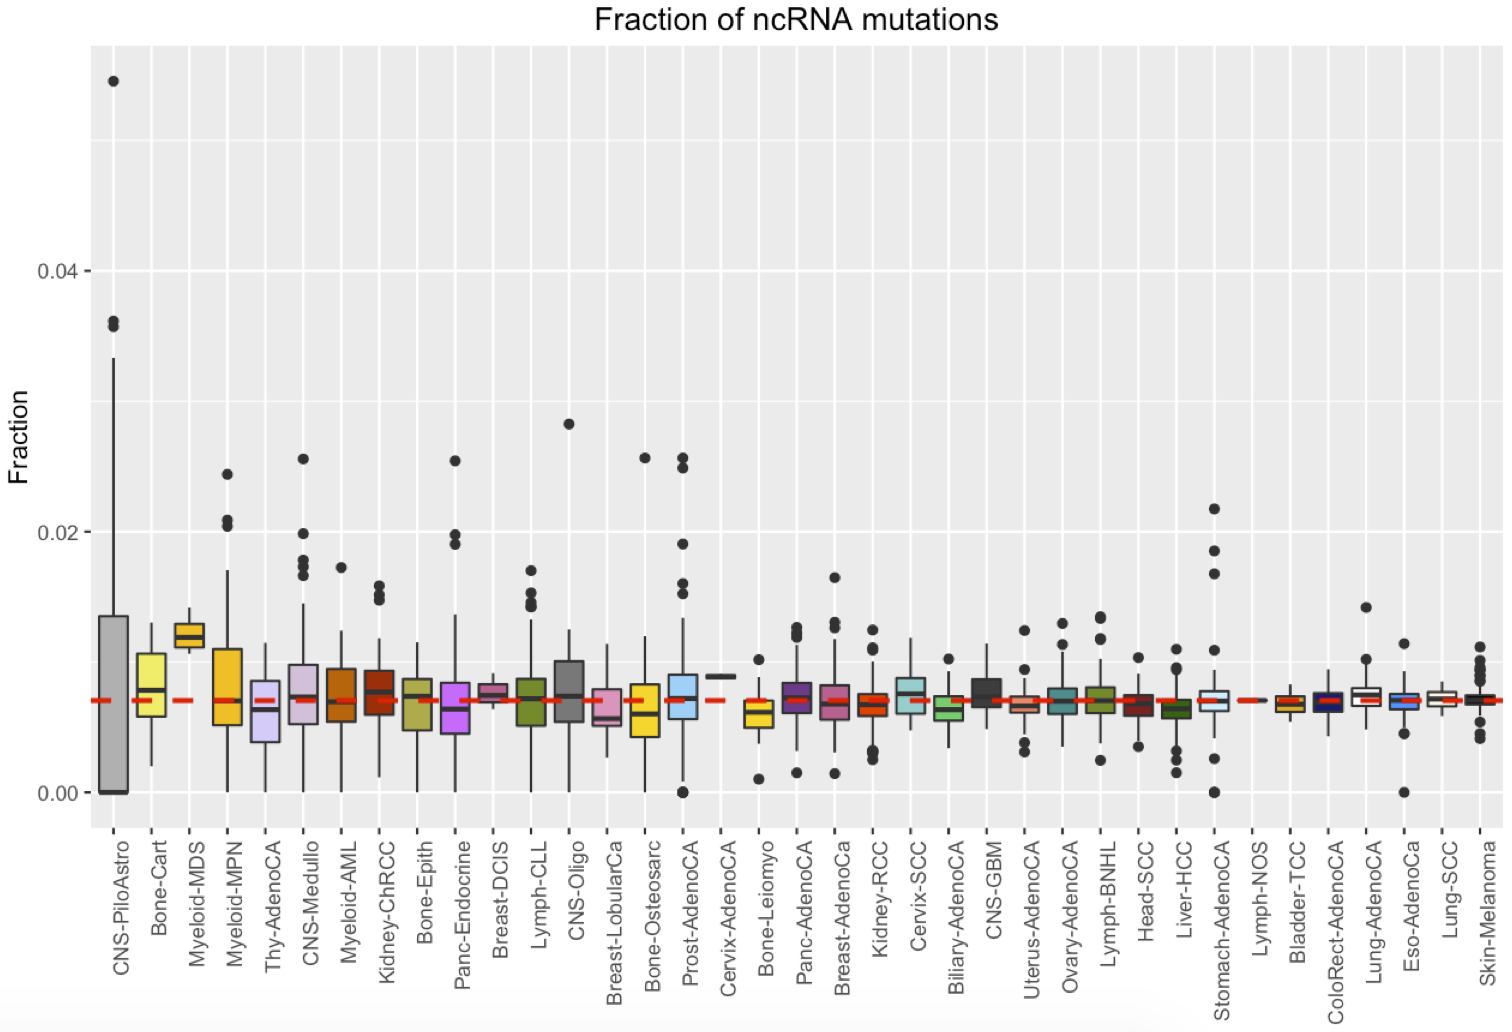 Fraction of ncRNA mutations
Fraction
0.04
0.02
0.00
CNS-PiloAstro
Bone-Cart
Myeloid-MDS
Myeloid-MPN
Thy-AdenoCA
CNS-Medullo
Myeloid-AML
Kidney-ChRCC
Bone-Epith
Panc-Endocrine
Breast-DCIS
Lymph-CLL
CNS-Oligo
Breast-LobularCa
Bone-Osteosarc
Prost-AdenoCA
Cervix-AdenoCA
Bone-Leiomyo
Panc-AdenoCA
Breast-AdenoCa
Kidney-RCC
Cervix-SCC
Biliary-AdenoCA
CNS-GBM
Uterus-AdenoCA
Ovary-AdenoCA
Lymph-BNHL
Head-SCC
Liver-HCC
Stomach-AdenoCA
Lymph-NOS
Bladder-TCC
ColoRect-AdenoCA
Lung-AdenoCA
Eso-AdenoCa
Lung-SCC
Skin-Melanoma